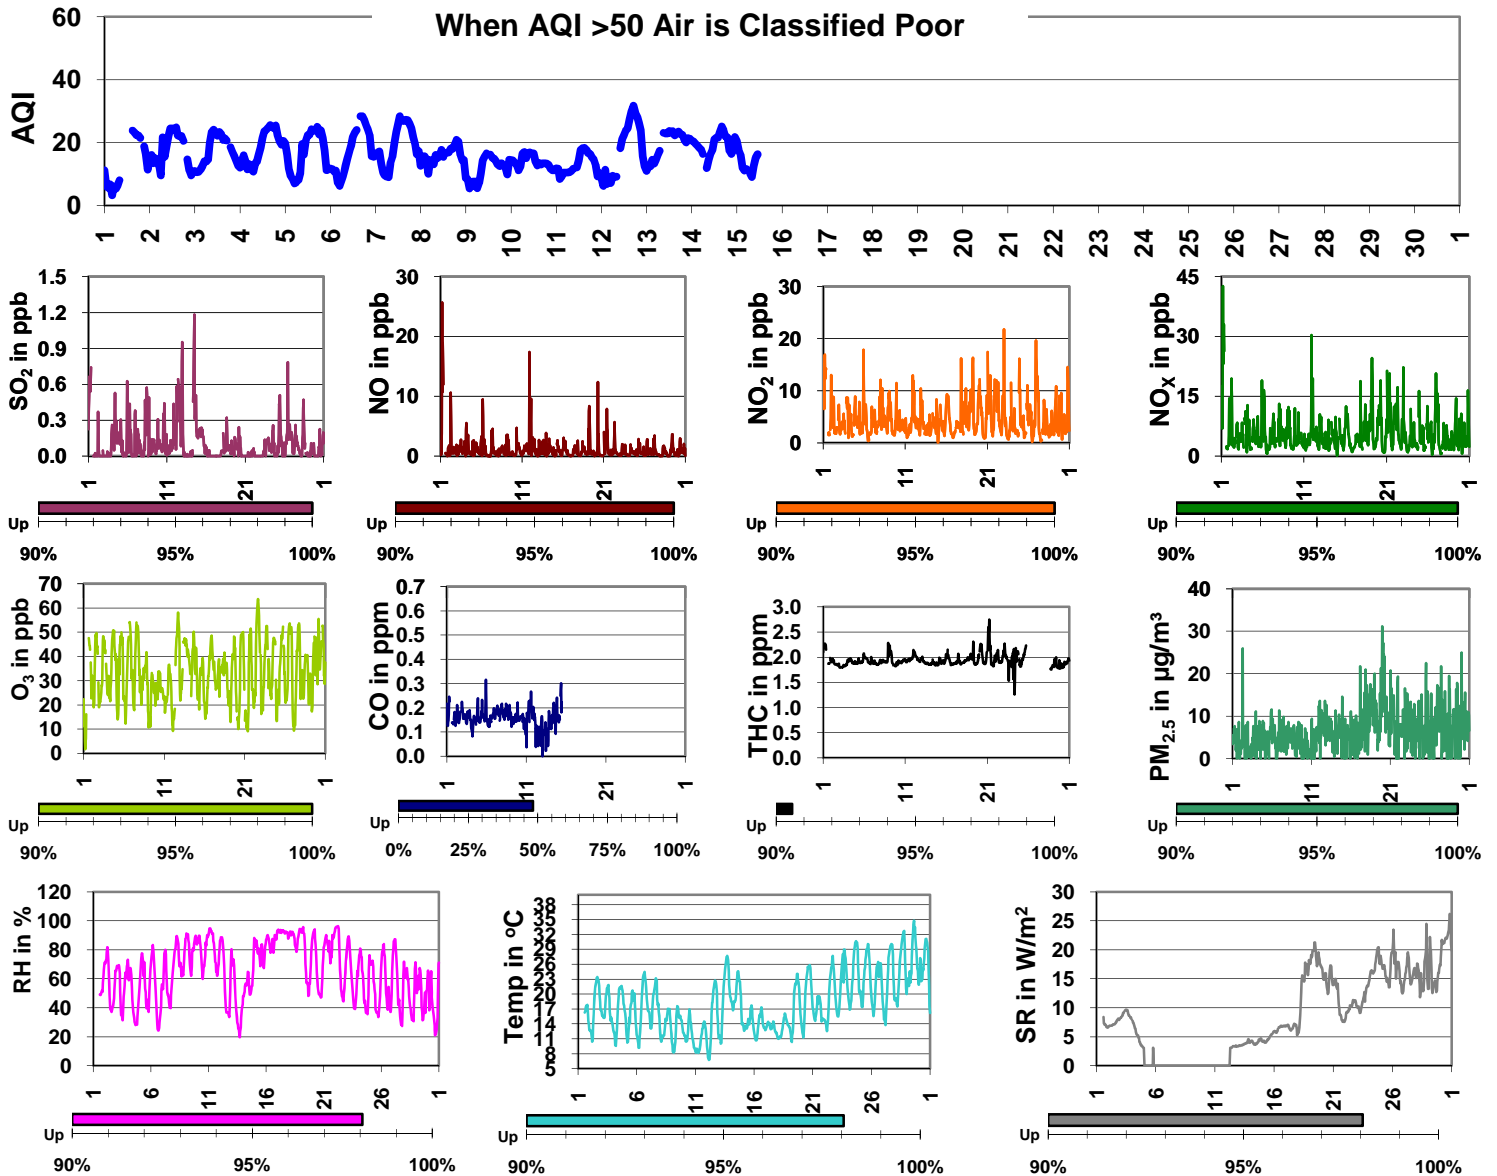 When AQI >50 Air is Classified Poor
AQI
60
40
20
0
1 2 3 4 5 6 7 8 9 10 11 12 13 14 15 16 17 18 19 20 21 22 23 24 25 26 27 28 29 30 1
SO2 in ppb
1.5
1.2
0.9
0.6
0.3
0.0
1 11 21 1
Up
90% 95% 100%
NO in ppb
30
20
10
0
1 11 21 1
Up
90% 95% 100%
NO2 in ppb
30
20
10
0
1 11 21 1
Up
90% 95% 100%
NOX in ppb
45
30
15
0
1 11 21 1
Up
90% 95% 100%
O3 in ppb
70
60
50
40
30
20
10
0
1 11 21 1
Up
90% 95% 100%
CO in ppm
0.7
0.6
0.5
0.4
0.3
0.2
0.1
0.0
1 11 21 1
Up
0% 25% 50% 75% 100%
THC in ppm
3.0
2.5
2.0
1.5
1.0
0.5
0.0
1 11 21 1
Up
90% 95% 100%
PM2.5 in µg/m³
40
30
20
10
0
1 11 21 1
Up
90% 95% 100%
RH in %
120
100
80
60
40
20
0
1 6 11 16 21 26 1
Up
90% 95% 100%
Temp in ºC
38
35
32
29
26
23
20
17
14
11
8
5
1 6 11 16 21 26 1
Up
90% 95% 100%
SR in W/m2
30
25
20
15
10
5
0
1 6 11 16 21 26 1
Up
90% 95% 100%